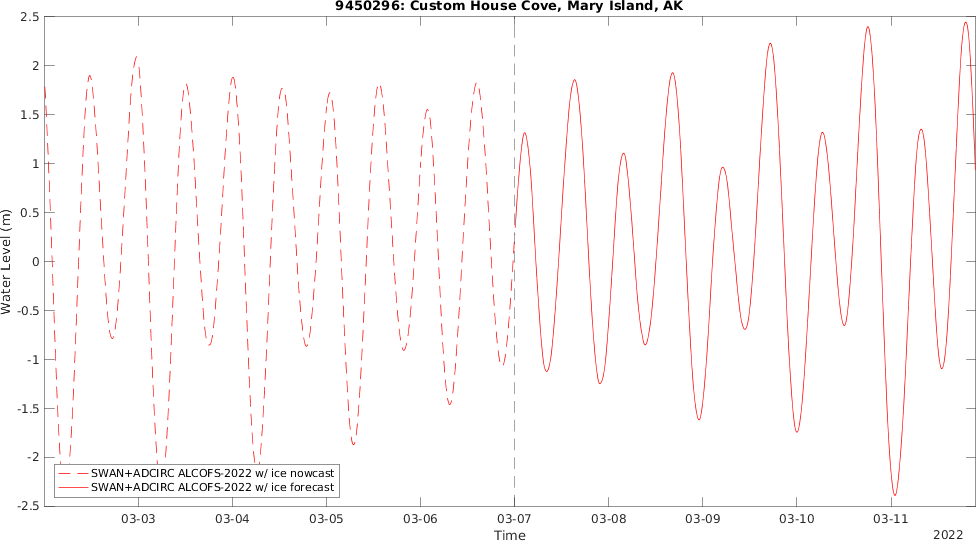 9450296: Custom House Cove, Mary Island, AK
2.5
2
1.5
1
0.5
0
-0.5
-1
-1.5
-2
-2.5
Water Level (m)
SWAN+ADCIRC ALCOFS-2022 w/ ice nowcast
SWAN+ADCIRC ALCOFS-2022 w/ ice forecast
03-03 03-04 03-05 03-06 03-07 03-08 03-09 03-10 03-11
Time
2022